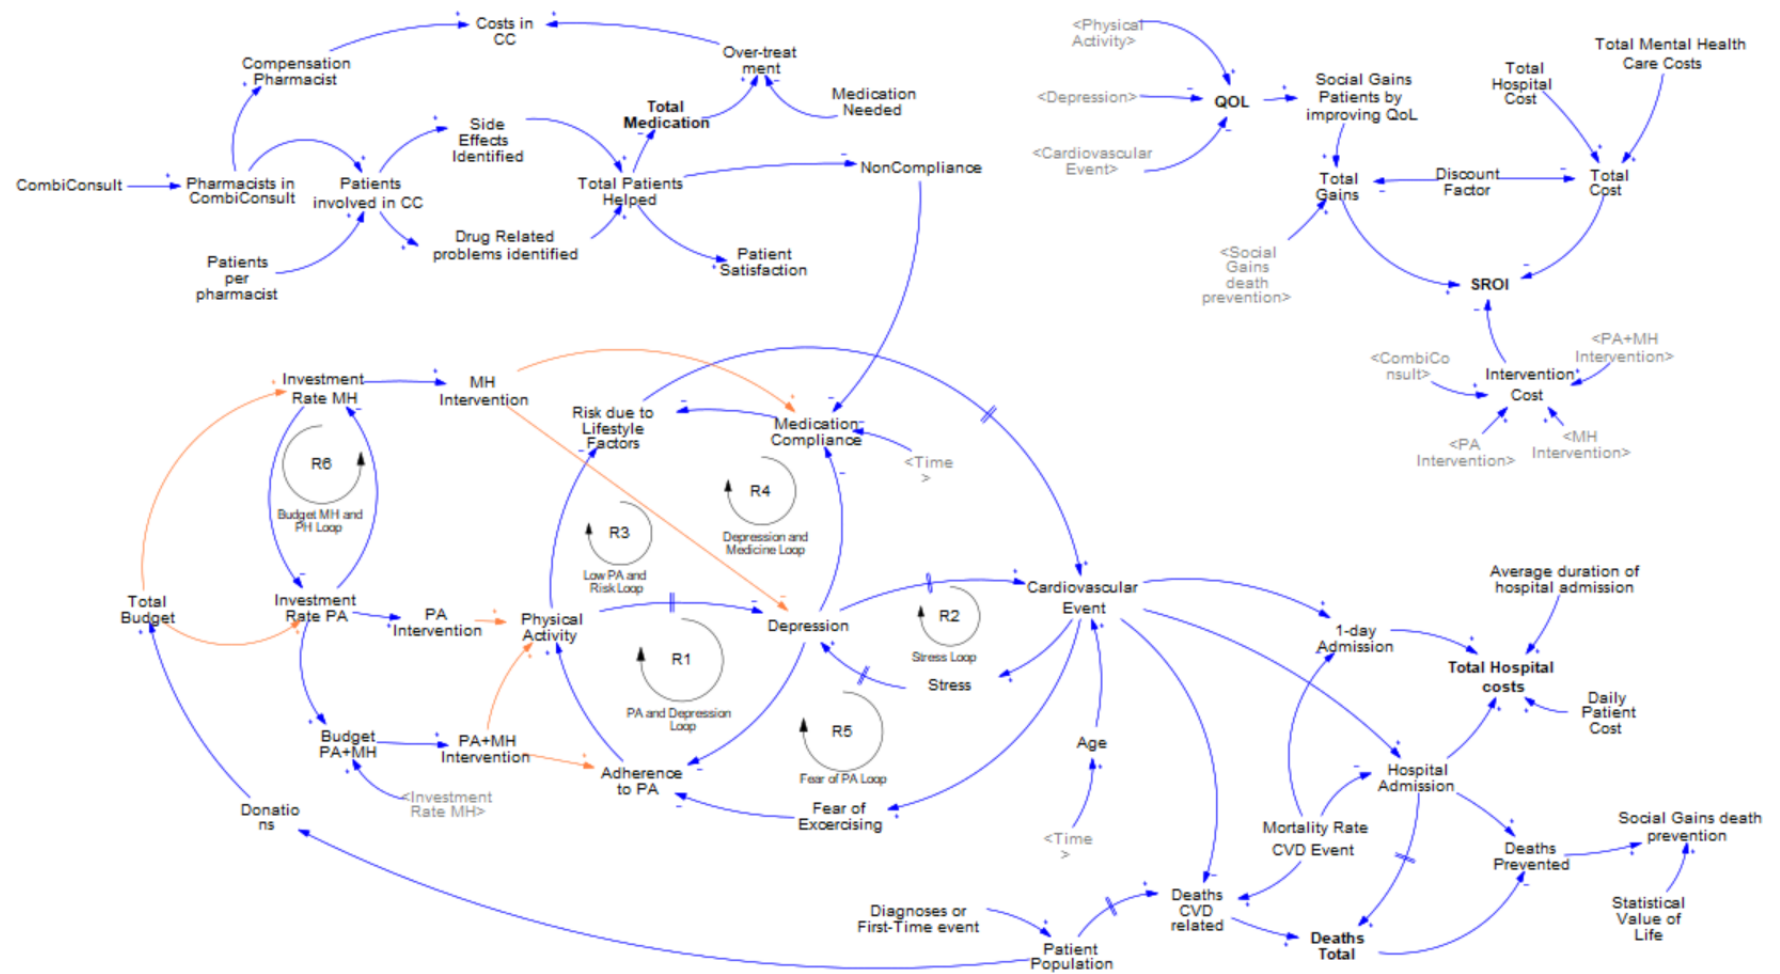 Costs in
CC
Compensation
Pharmacist
Over-treat
ment
Medication
Needed
Total
Medication
Side
Effects
Identified
CombiConsult
Pharmacists in
CombiConsult
Patients
involved in CC
Total Patients
Helped
NonCompliance
Drug Related
problems identified
Patient
Satisfaction
Patients
per
pharmacist
<Physical
Activity>
<Depression>
<Cardiovascular
Event>
QOL
Social Gains
Patients by
improving QoL
Total
Hospital
Cost
Total Mental Health
Care Costs
Total
Gains
Discount
Factor
Total
Cost
<Social
Gains
death
prevention>
SROI
<CombiCo
nsult>
<PA+MH
Intervention>
Intervention
Cost
<PA
Intervention>
<MH
Intervention>
Investment
Rate MH
MH
Intervention
Risk due to
Lifestyle
Factors
Medication
Compliance
<Time
>
R6
Budget MH and
PH Loop
R4
Depression and
Medicine Loop
R3
Low PA and
Risk Loop
Total
Budget
Investment
Rate PA
PA
Intervention
Physical
Activity
Depression
Cardiovascular
Event
R2
Stress Loop
Stress
R1
PA and Depression
Loop
R5
Fear of PA Loop
Budget
PA+MH
PA+MH
Intervention
Adherence
to PA
<Investment
Rate MH>
Fear of
Excercising
Age
<Time
>
Donatio
ns
Average duration of
hospital admission
1-day
Admission
Total Hospital
costs
Daily
Patient
Cost
Hospital
Admission
Mortality Rate
CVD Event
Deaths
Prevented
Social Gains death
prevention
Statistical
Value of
Life
Diagnoses or
First-Time event
Patient
Population
Deaths
CVD
related
Deaths
Total